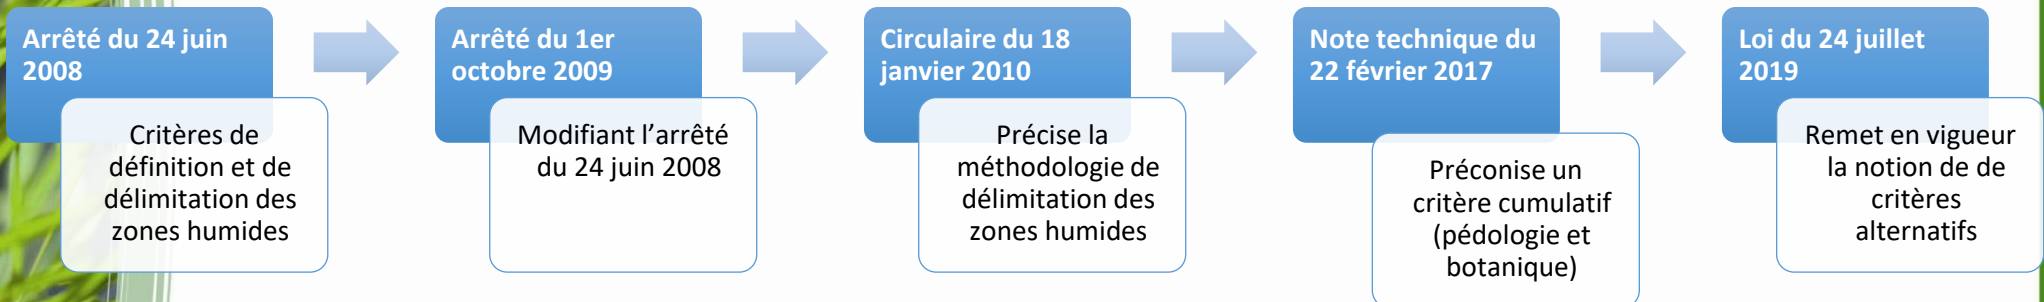 Arrêté du 24 juin
2008
Critères de
définition et de
délimitation des
zones humides
Arrêté du 1er
octobre 2009
Modifiant l’arrêté
du 24 juin 2008
Circulaire du 18
janvier 2010
Précise la
méthodologie de
délimitation des
zones humides
Note technique du
22 février 2017
Préconise un
critère cumulatif
(pédologie et
botanique)
Loi du 24 juillet
2019
Remet en vigueur
la notion de de
critères
alternatifs